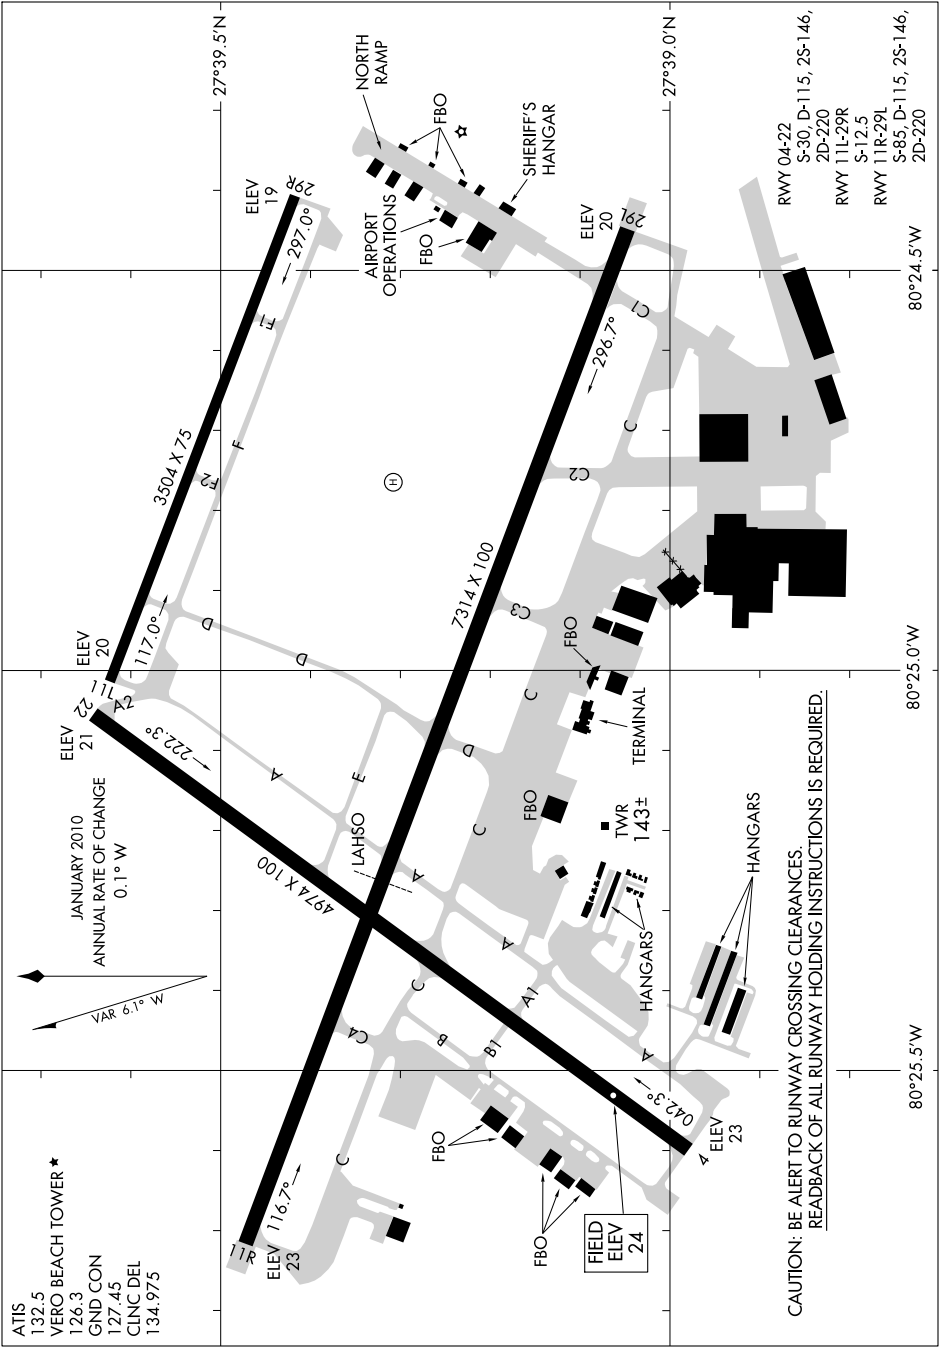 ATIS
132.5
VERO BEACH TOWER
126.3
GND CON
127.45
CLNC DEL
134.975
JANUARY 2010
ANNUAL RATE OF CHANGE
0.1° W
VAR 6.1° W
27°39.5'N
27°39.0'N
80°24.5'W
80°25.0'W
80°25.5'W
RWY 04-22
S-30, D-115, 2S-146,
2D-220
RWY 11L-29R
S-12.5
RWY 11R-29L
S-85, D-115, 2S-146,
2D-220
NORTH
RAMP
FBO
SHERIFF'S
HANGAR
AIRPORT
OPERATIONS
FBO
ELEV
19
29R
297.0°
F1
F
F2
3504 X 75
117.0°
ELEV
20
11L
A2
22
ELEV
21
222.3°
D
D
A
E
LAHSO
A
4974 X 100
H
ELEV
20
29L
296.7°
C1
C
C2
7314 X 100
C3
C
D
C
FBO
TERMINAL
FBO
TWR
143±
HANGARS
HANGARS
A
A1
A
C
B
B1
C4
C
116.7°
11R
ELEV
23
FBO
FBO
FIELD
ELEV
24
042.3°
4
ELEV
23
CAUTION: BE ALERT TO RUNWAY CROSSING CLEARANCES.
READBACK OF ALL RUNWAY HOLDING INSTRUCTIONS IS REQUIRED.